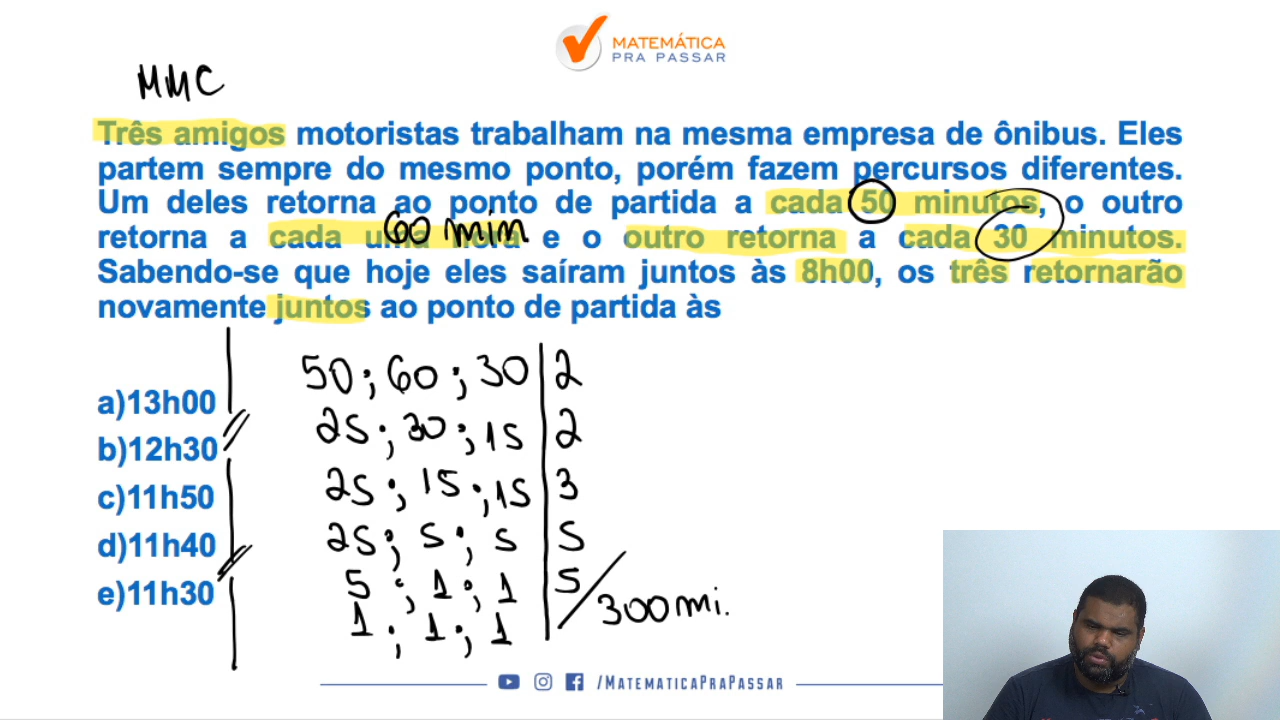 MATEMÁTICA
PRA PASSAR
MMC
Três amigos motoristas trabalham na mesma empresa de ônibus. Eles
partem sempre do mesmo ponto, porém fazem percursos diferentes.
Um deles retorna ao ponto de partida a cada 50 minutos, o outro
retorna a cada uma hora e o outro retorna a cada 30 minutos.
60 min
Sabendo-se que hoje eles saíram juntos às 8h00, os três retornarão
novamente juntos ao ponto de partida às
a)13h00
b)12h30
c)11h50
d)11h40
e)11h30
50 ; 60 ; 30 | 2
25 ; 30 ; 15 | 2
25 ; 15 ; 15 | 3
25 ; 5 ; 5 | 5
5 ; 1 ; 1 | 5
1 ; 1 ; 1
300 mi.
/MATEMATICAPRAPASSAR